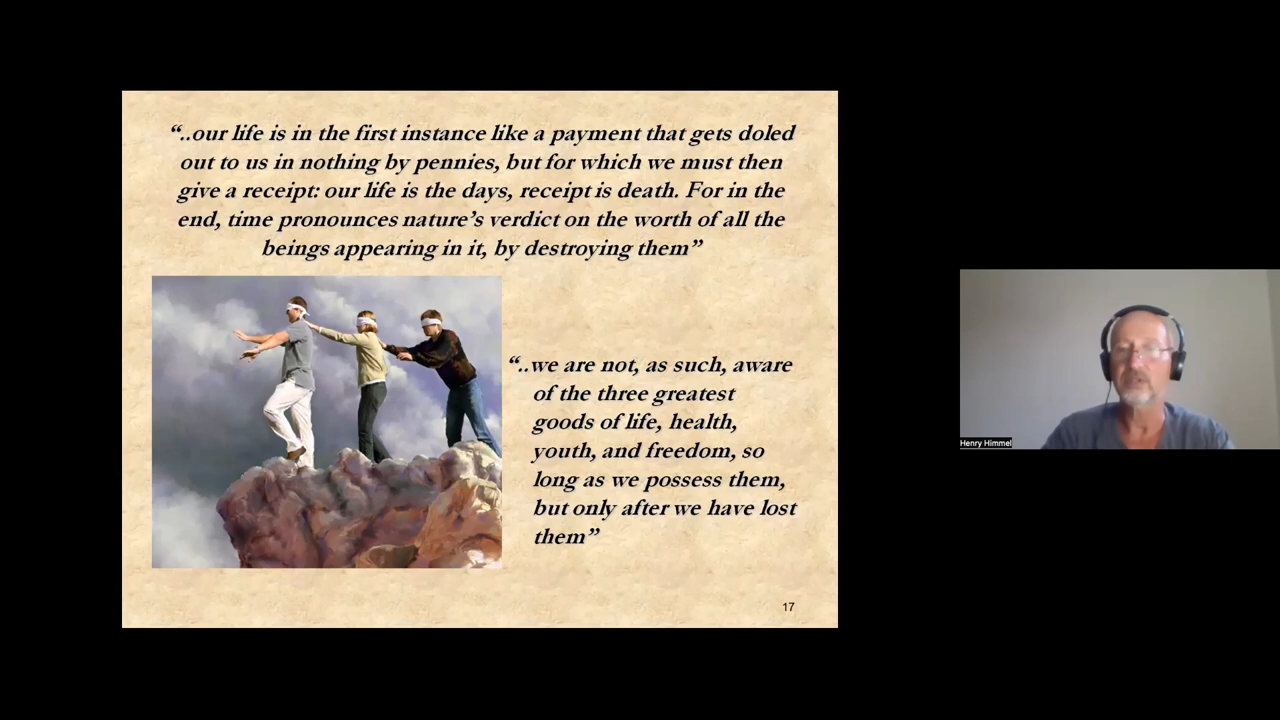 “..our life is in the first instance like a payment that gets doled
out to us in nothing by pennies, but for which we must then
give a receipt: our life is the days, receipt is death. For in the
end, time pronounces nature’s verdict on the worth of all the
beings appearing in it, by destroying them”
“..we are not, as such, aware
of the three greatest
goods of life, health,
youth, and freedom, so
long as we possess them,
but only after we have lost
them”
17
Henry Himmel